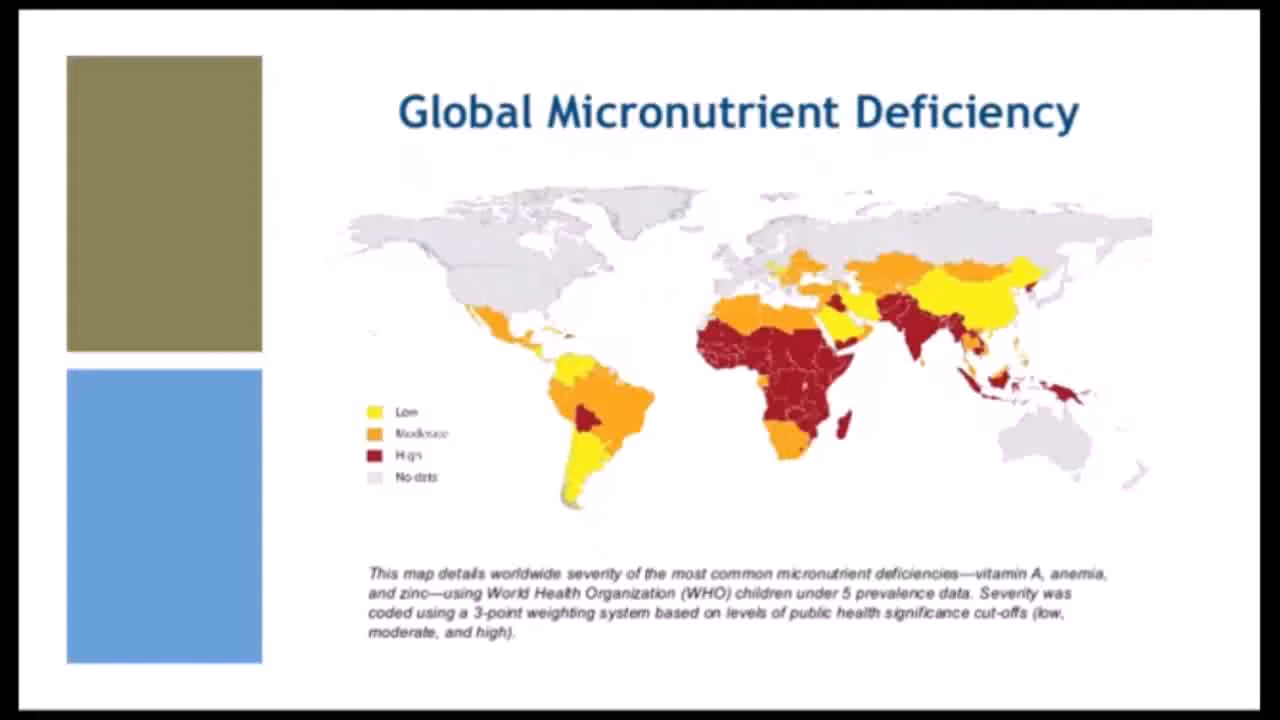 Global Micronutrient Deficiency
Low
Moderate
High
No data
This map details worldwide severity of the most common micronutrient deficiencies—vitamin A, anemia,
and zinc—using World Health Organization (WHO) children under 5 prevalence data. Severity was
coded using a 3-point weighting system based on levels of public health significance cut-offs (low,
moderate, and high).